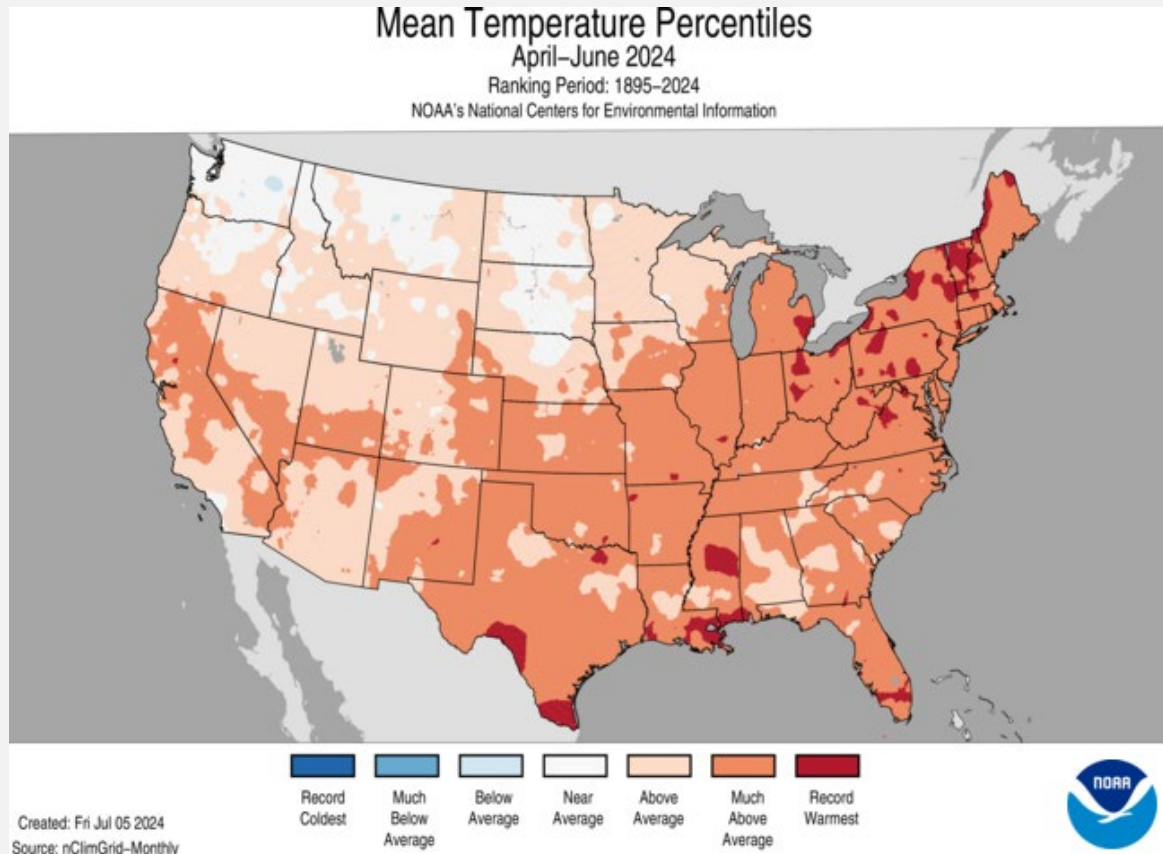 Mean Temperature Percentiles
April–June 2024
Ranking Period: 1895–2024
NOAA's National Centers for Environmental Information
Record
Coldest
Much
Below
Average
Below
Average
Near
Average
Above
Average
Much
Above
Average
Record
Warmest
Created: Fri Jul 05 2024
Source: nClimGrid–Monthly
NOAA